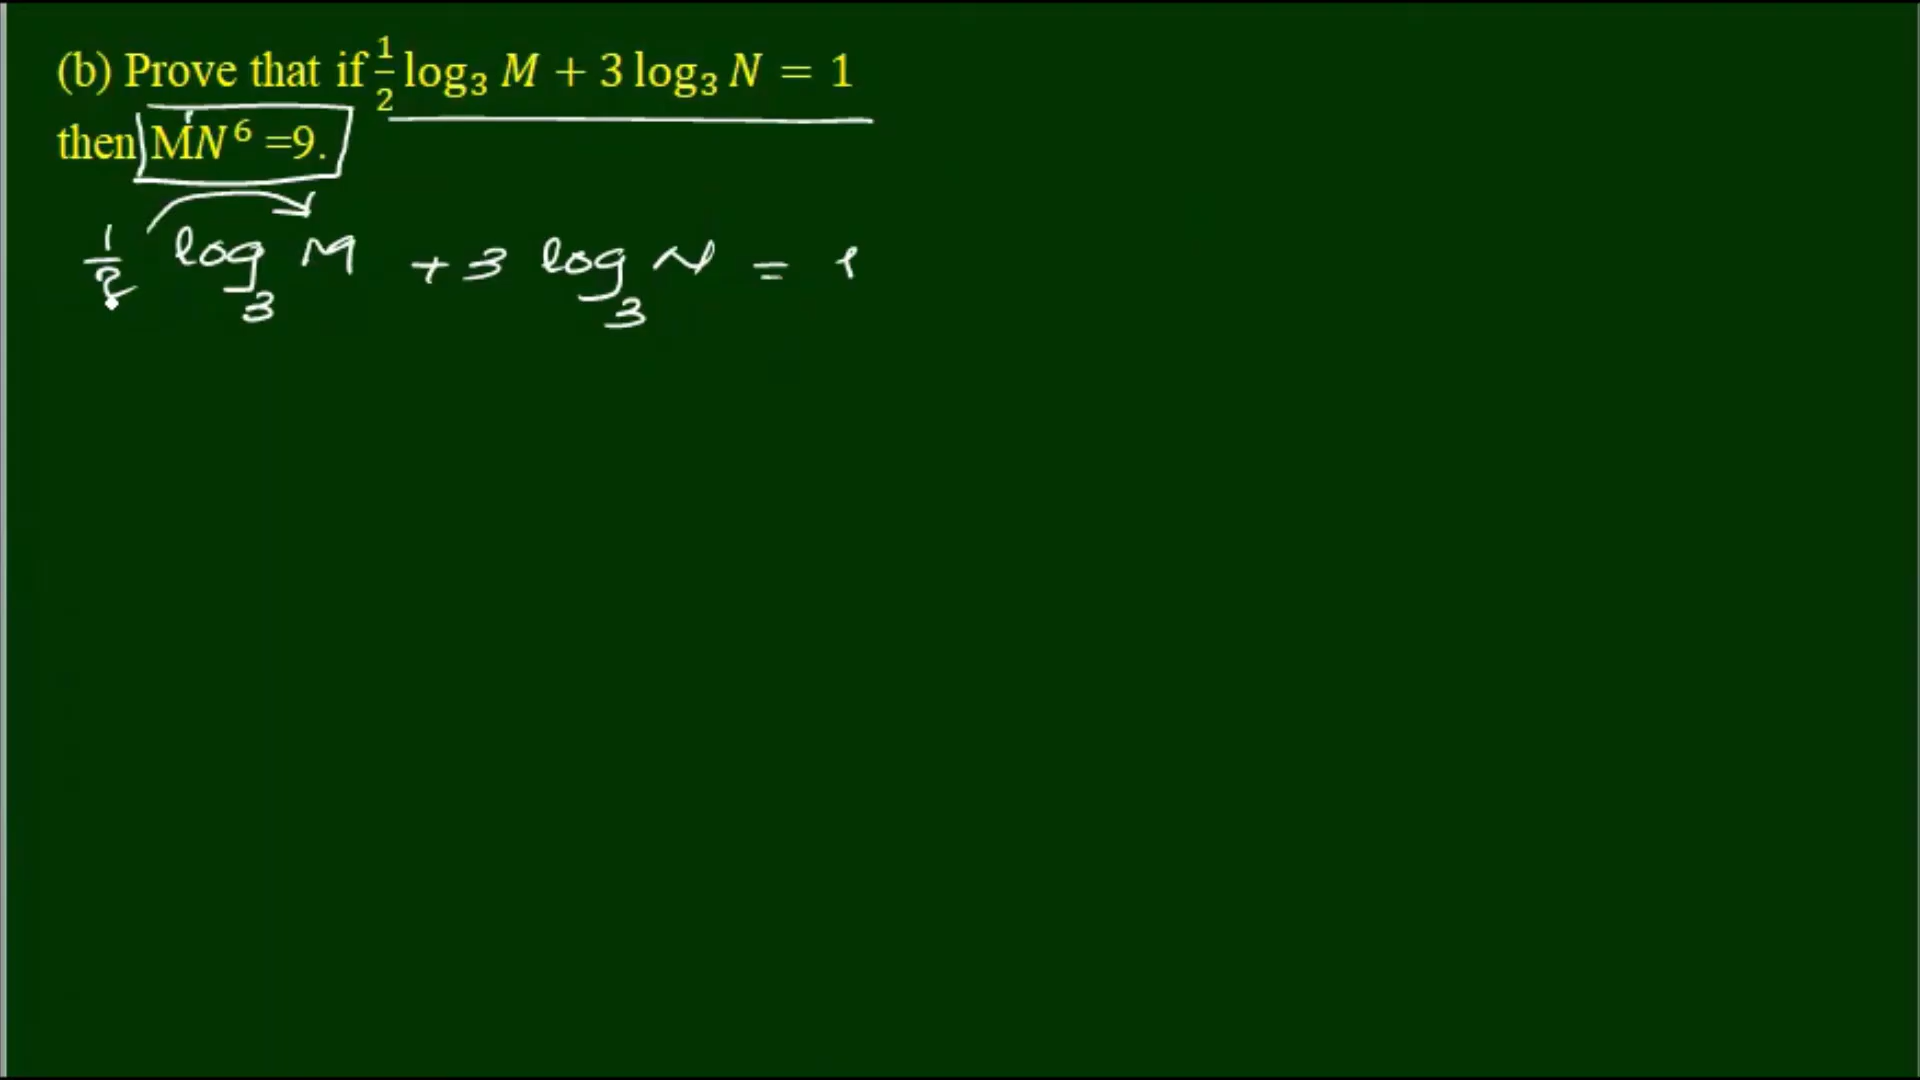 (b) Prove that if ½ log₃ M + 3 log₃ N = 1
then MN⁶ =9.
½ log₃ M + 3 log₃ N = 1